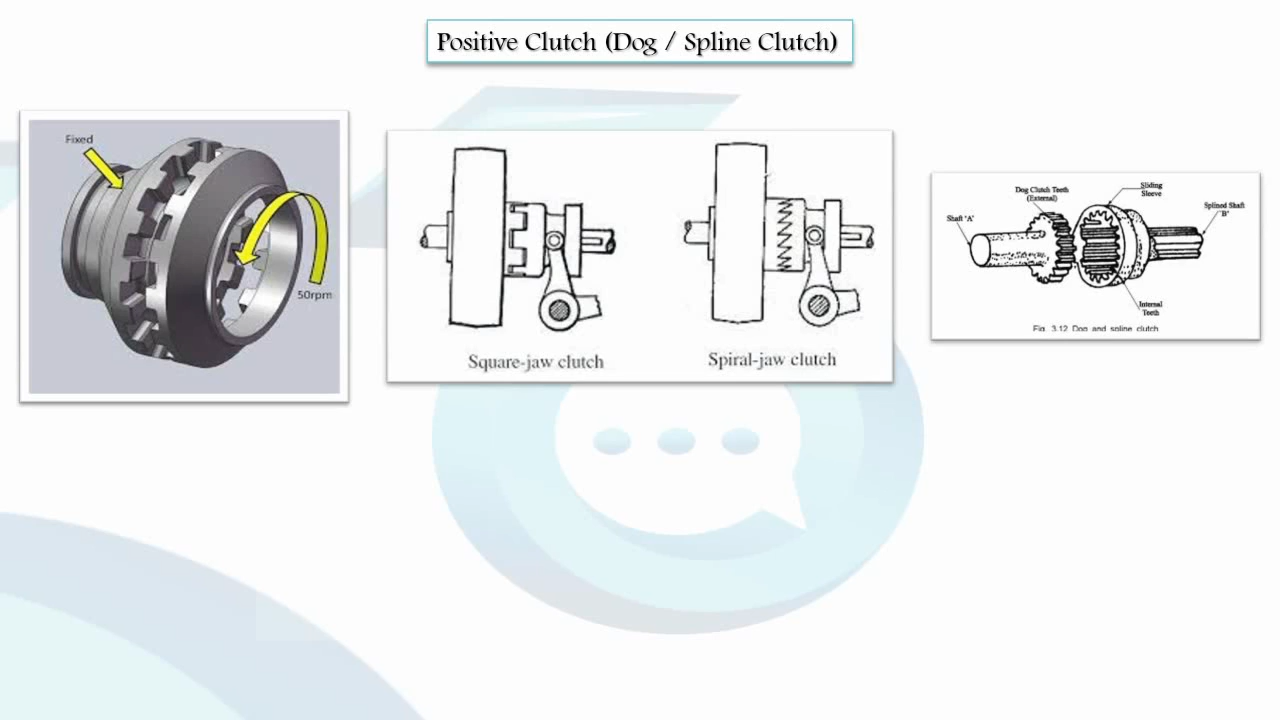 Positive Clutch (Dog / Spline Clutch)
Fixed
50rpm
Square-jaw clutch
Spiral-jaw clutch
Dog Clutch Teeth
(External)
Sliding
Sleeve
Shaft 'A'
Splined Shaft
'B'
Internal
Teeth
Fig. 3.12 Dog and spline clutch